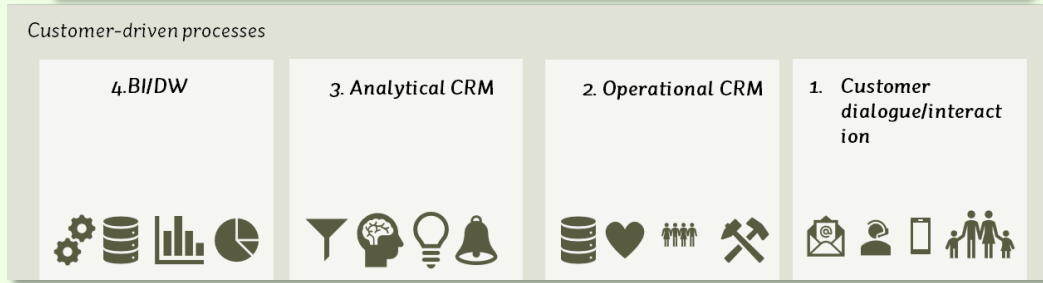 Customer-driven processes
4.BI/DW
3. Analytical CRM
2. Operational CRM
1. Customer
dialogue/interact
ion
@